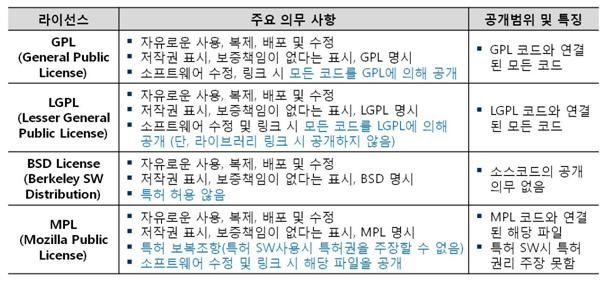 라이선스 주요 의무 사항 공개범위 및 특징
GPL
(General Public
License)
▪ 자유로운 사용, 복제, 배포 및 수정
▪ 저작권 표시, 보증책임이 없다는 표시, GPL 명시
▪ 소프트웨어 수정, 링크 시 모든 코드를 GPL에 의해 공개
▪ GPL 코드와 연결
된 모든 코드
LGPL
(Lesser General
Public License)
▪ 자유로운 사용, 복제, 배포 및 수정
▪ 저작권 표시, 보증책임이 없다는 표시, LGPL 명시
▪ 소프트웨어 수정 및 링크 시 모든 코드를 LGPL에 의해
공개 (단, 라이브러리 링크 시 공개하지 않음)
▪ LGPL 코드와 연결
된 모든 코드
BSD License
(Berkeley SW
Distribution)
▪ 자유로운 사용, 복제, 배포 및 수정
▪ 저작권 표시, 보증책임이 없다는 표시, BSD 명시
▪ 특허 허용 않음
▪ 소스코드의 공개
의무 없음
MPL
(Mozilla Public
License)
▪ 자유로운 사용, 복제, 배포 및 수정
▪ 저작권 표시, 보증책임이 없다는 표시, MPL 명시
▪ 특허 보복조항(특허 SW사용시 특허권을 주장할 수 없음)
▪ 소프트웨어 수정 및 링크 시 해당 파일을 공개
▪ MPL 코드와 연결
된 해당 파일
▪ 특허 SW시 특허
권리 주장 못함